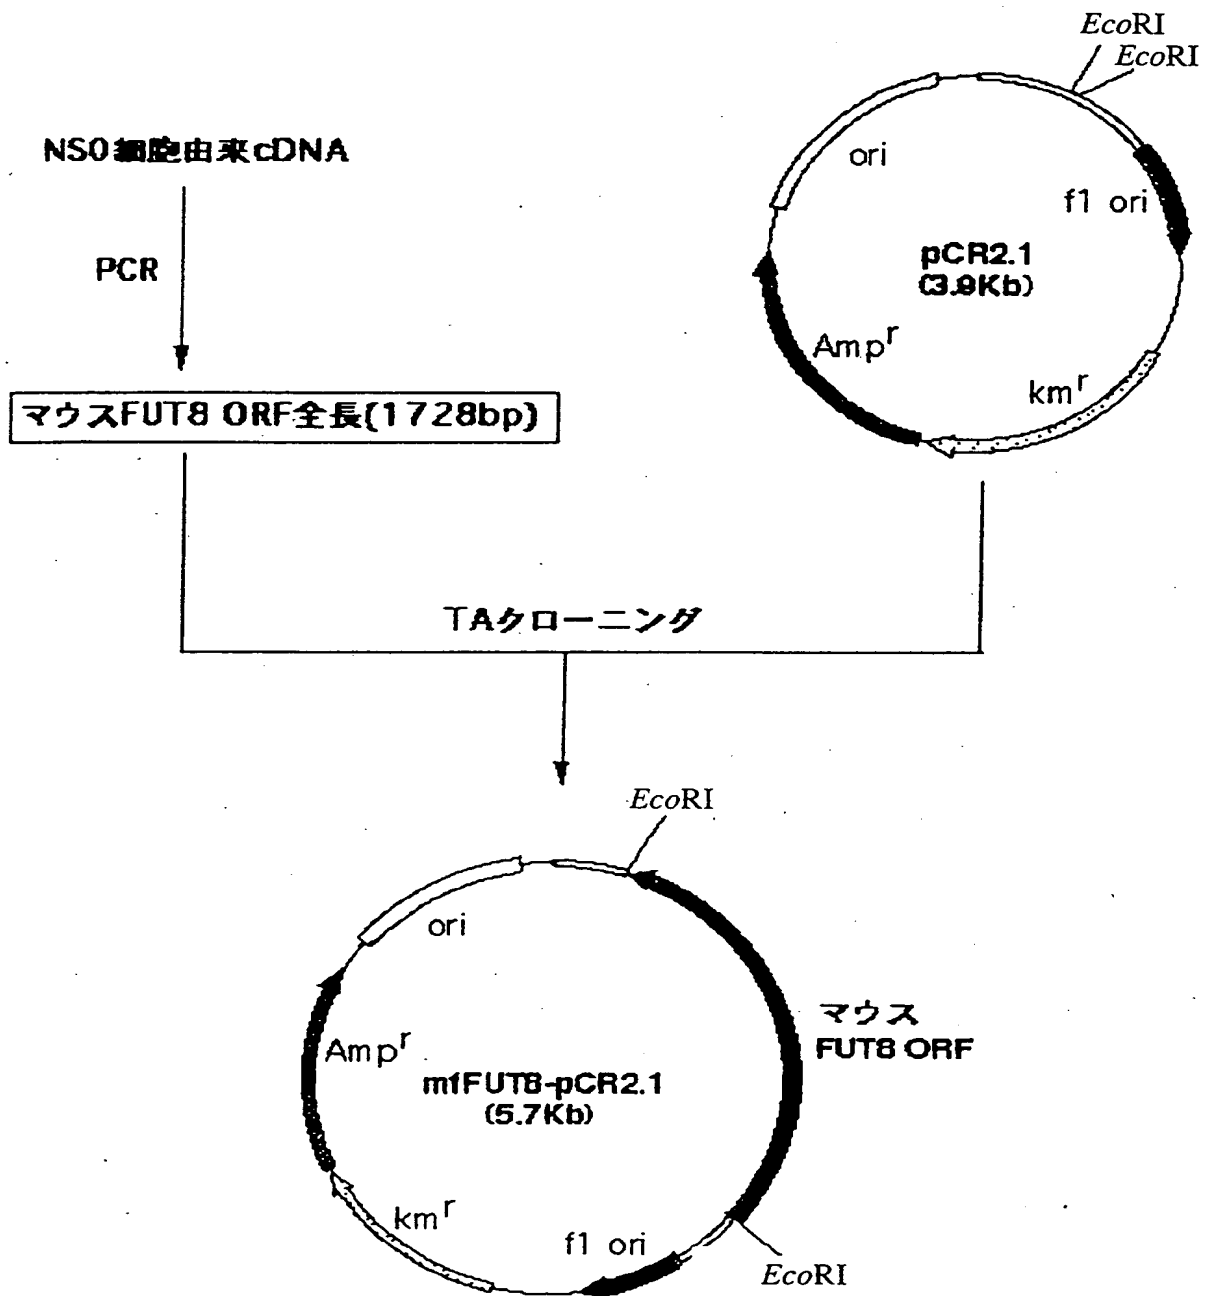 EcoRI
EcoRI
NS0細胞由来cDNA
ori
f1 ori
PCR
pCR2.1
(3.9Kb)
Ampʳ
kmʳ
マウスFUT8 ORF全長(1728bp)
TAクローニング
EcoRI
ori
マウス
FUT8 ORF
Ampʳ
mfFUT8-pCR2.1
(5.7Kb)
kmʳ
f1 ori
EcoRI